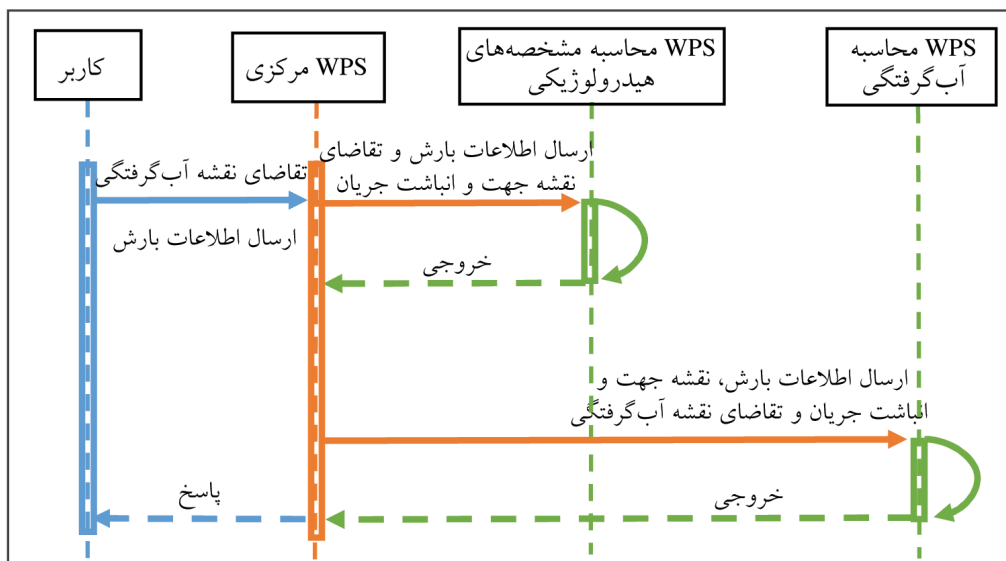 کاربر
WPS مرکزی
WPS محاسبه مشخصه‌های
هیدرولوژیکی
WPS محاسبه
آب‌گرفتگی
تقاضای نقشه آب‌گرفتگی
ارسال اطلاعات بارش
ارسال اطلاعات بارش و تقاضای
نقشه جهت و انباشت جریان
خروجی
ارسال اطلاعات بارش، نقشه جهت و
انباشت جریان و تقاضای نقشه آب‌گرفتگی
خروجی
پاسخ